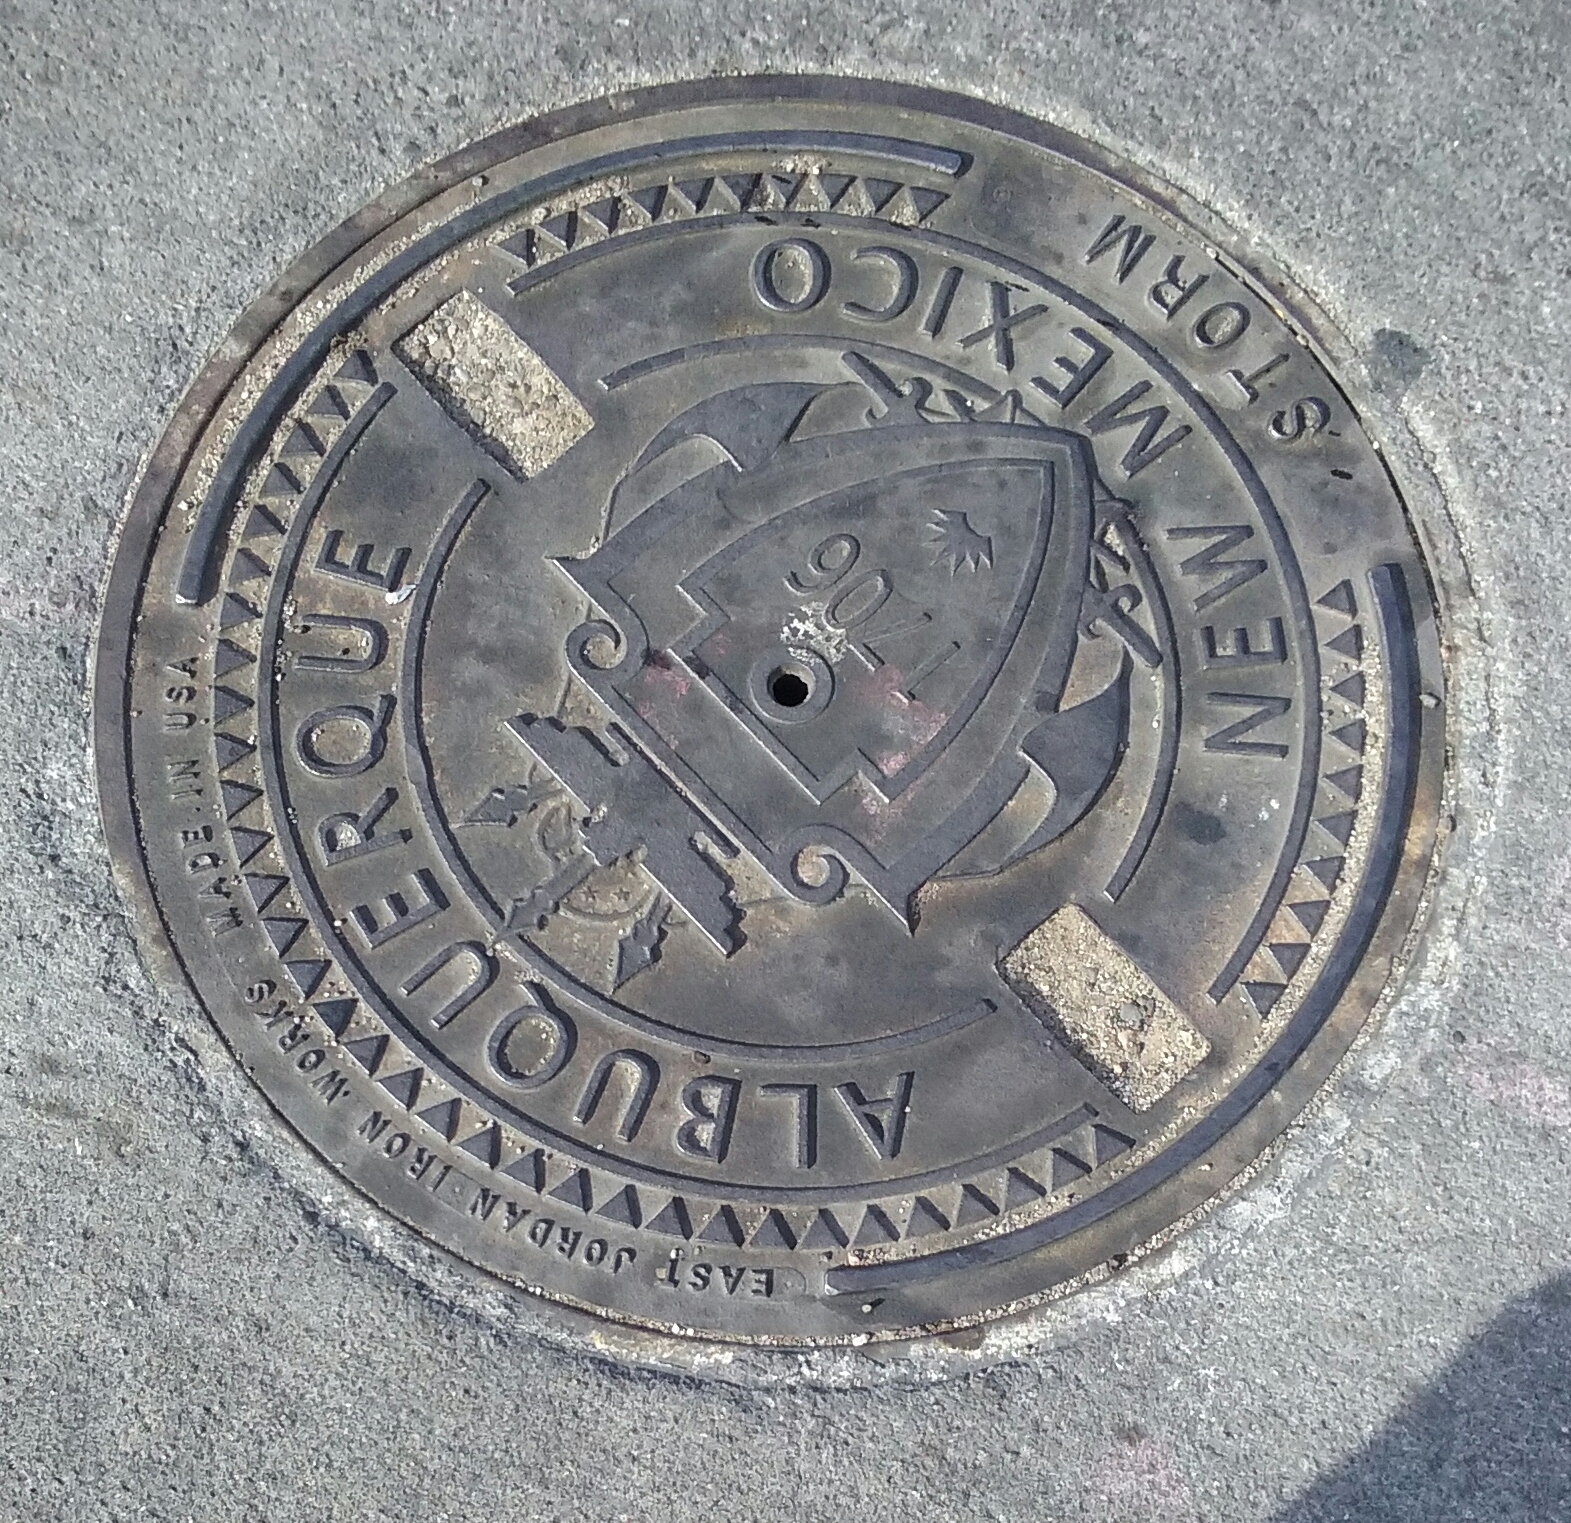 EAST JORDAN IRON WORKS MADE IN USA
ALBUQUERQUE
1706
NEW MEXICO
STORM